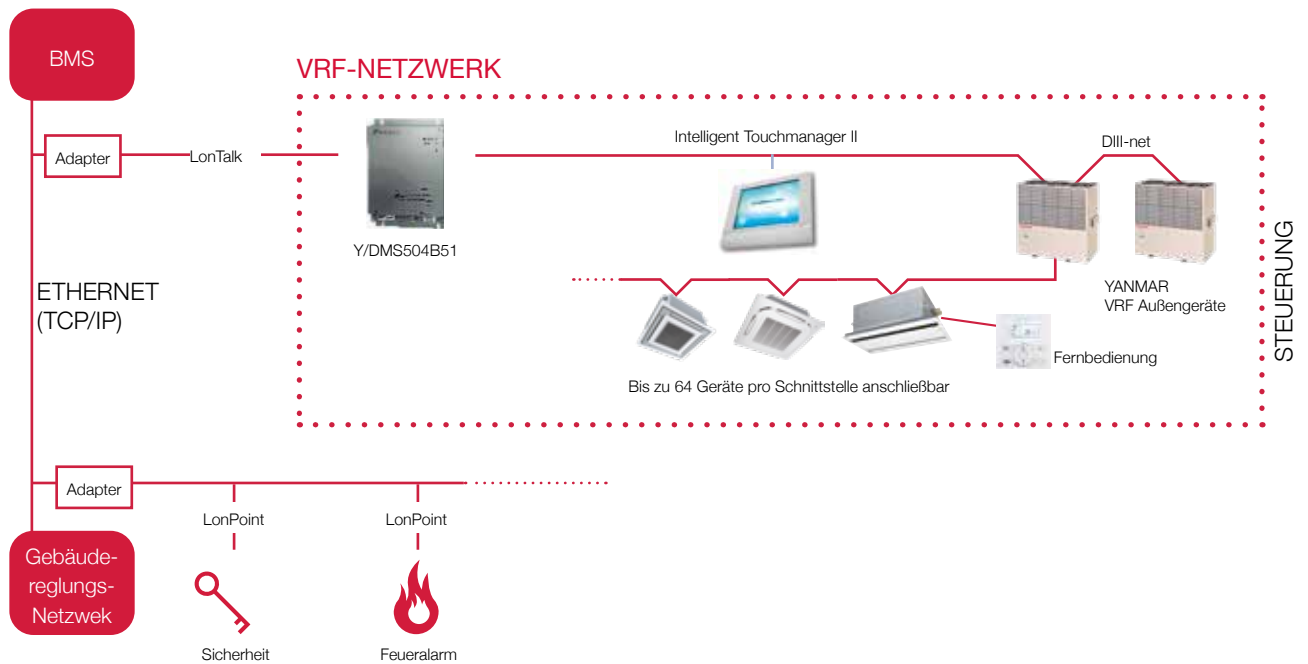 BMS
VRF-NETZWERK
Adapter
LonTalk
Intelligent Touchmanager II
DIII-net
Y/DMS504B51
ETHERNET
(TCP/IP)
YANMAR
VRF Außengeräte
STEUERUNG
Fernbedienung
Bis zu 64 Geräte pro Schnittstelle anschließbar
Adapter
LonPoint
LonPoint
Gebäude-
reglungs-
Netzwek
Sicherheit
Feueralarm